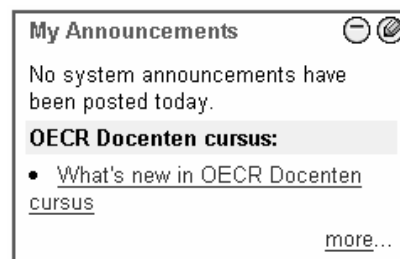 My Announcements
No system announcements have
been posted today.
OECR Docenten cursus:
• What's new in OECR Docenten
cursus
more...